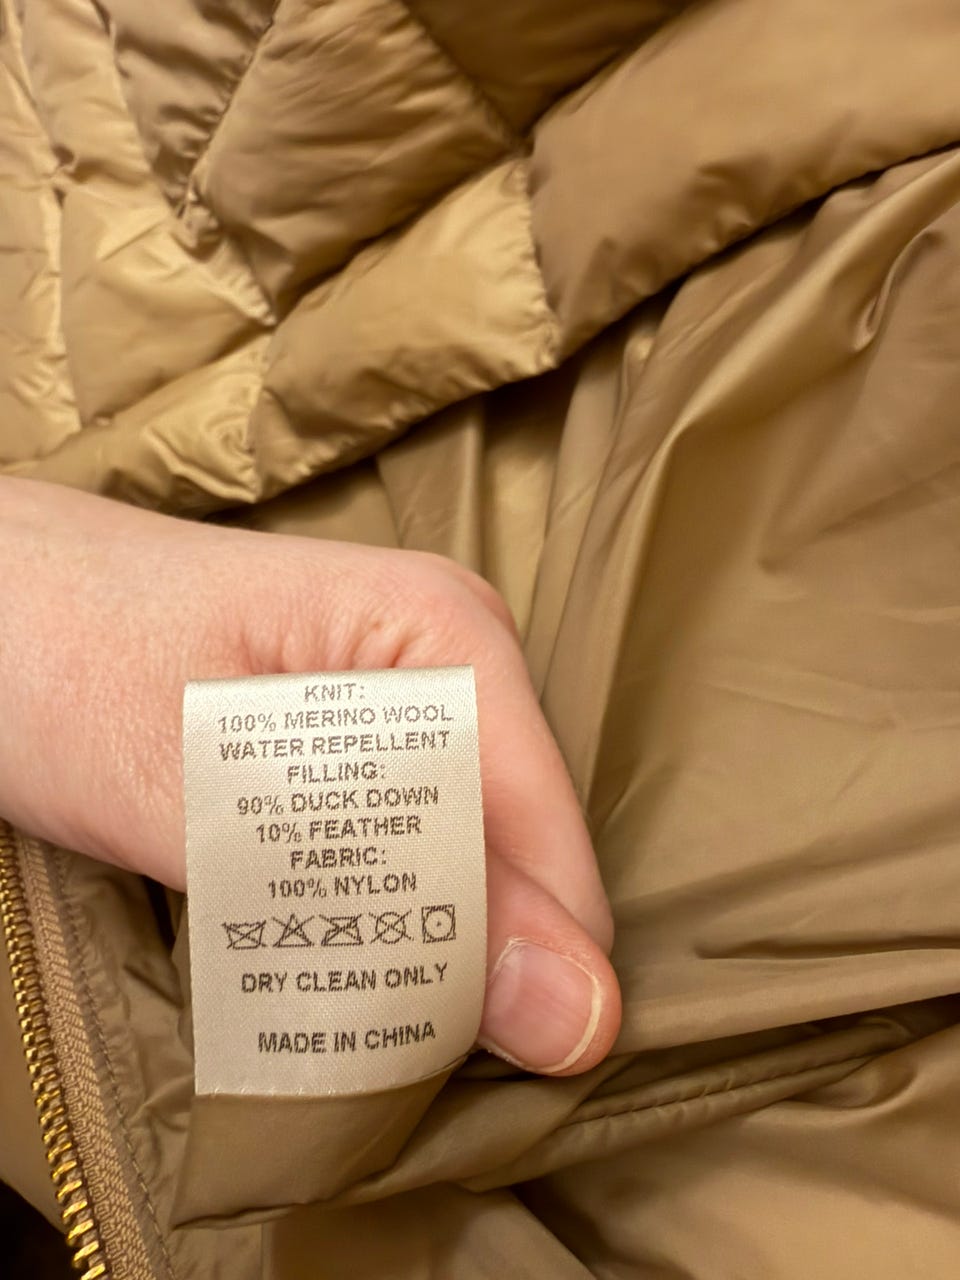 KNIT:
100% MERINO WOOL
WATER REPELLENT
FILLING:
90% DUCK DOWN
10% FEATHER
FABRIC:
100% NYLON
DRY CLEAN ONLY
MADE IN CHINA